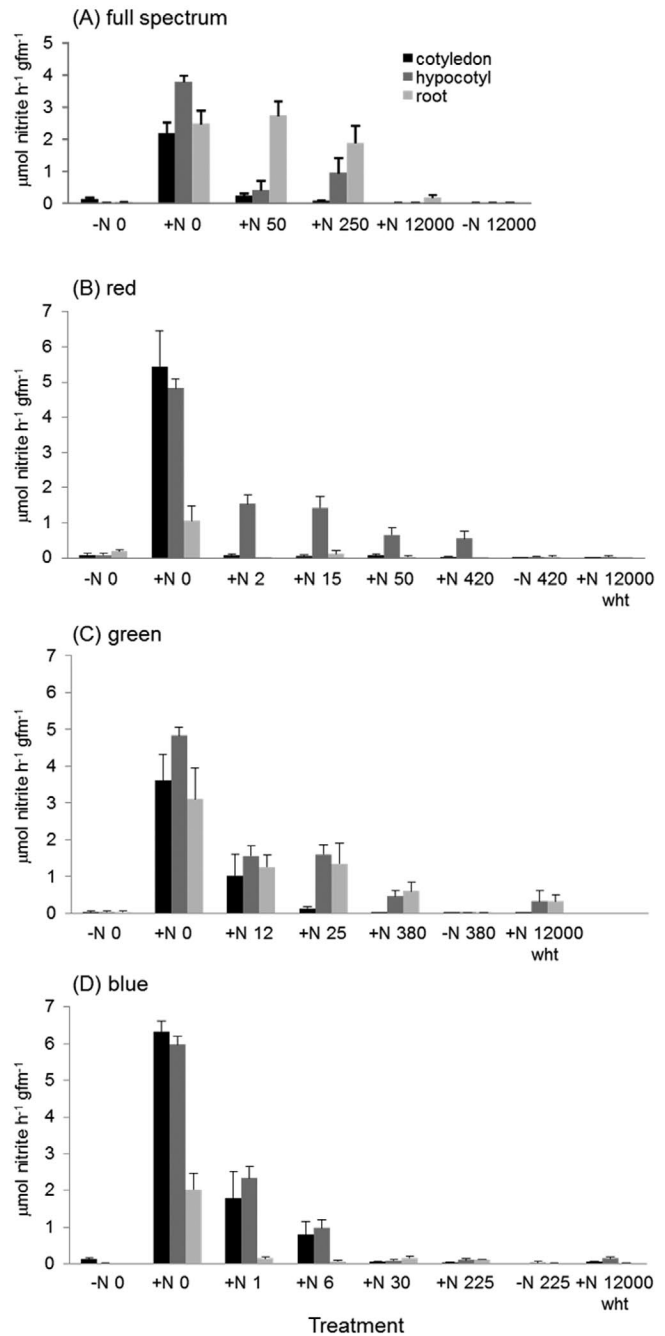 (A) full spectrum
µmol nitrite h⁻¹ gfm⁻¹
5
4
3
2
1
0
cotyledon
hypocotyl
root
-N 0 +N 0 +N 50 +N 250 +N 12000 -N 12000
(B) red
µmol nitrite h⁻¹ gfm⁻¹
7
6
5
4
3
2
1
0
-N 0 +N 0 +N 2 +N 15 +N 50 +N 420 -N 420 +N 12000
wht
(C) green
µmol nitrite h⁻¹ gfm⁻¹
7
6
5
4
3
2
1
0
-N 0 +N 0 +N 12 +N 25 +N 380 -N 380 +N 12000
wht
(D) blue
µmol nitrite h⁻¹ gfm⁻¹
7
6
5
4
3
2
1
0
-N 0 +N 0 +N 1 +N 6 +N 30 +N 225 -N 225 +N 12000
wht
Treatment